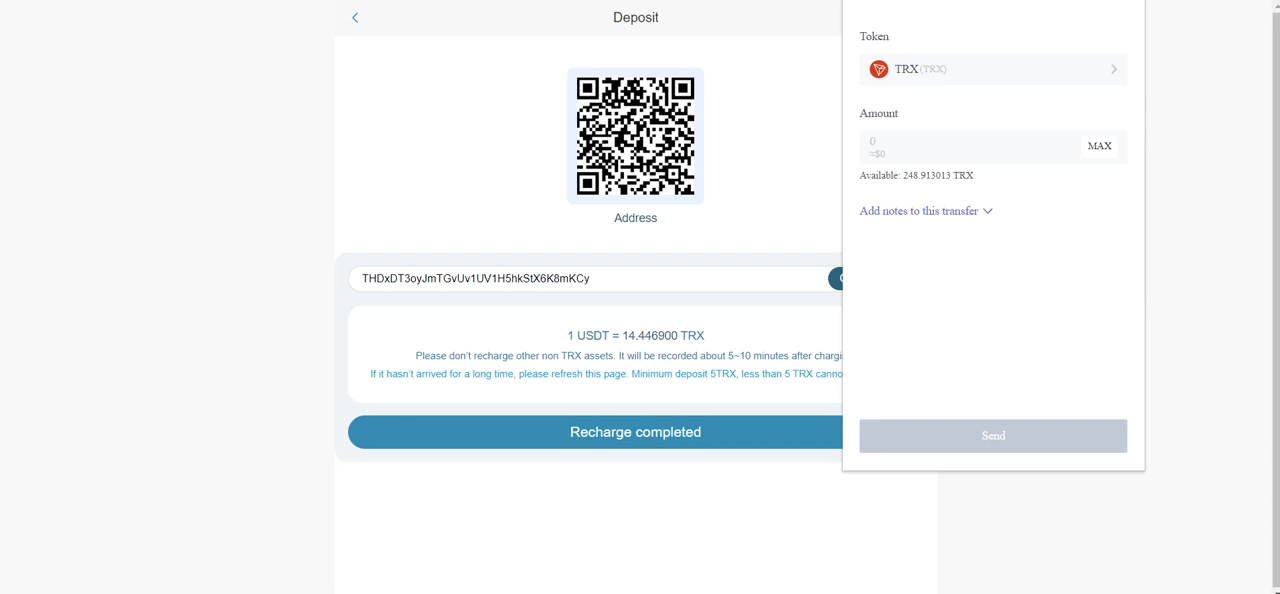 Deposit
Address
THDxDT3oyJmTGvUv1UV1H5hkStX6K8mKCy
1 USDT = 14.446900 TRX
Please don't recharge other non TRX assets. It will be recorded about 5~10 minutes after chargi
If it hasn't arrived for a long time, please refresh this page. Minimum deposit 5TRX, less than 5 TRX canno
Recharge completed
Token
TRX (TRX)
Amount
0
≈$0
MAX
Available: 248.913013 TRX
Add notes to this transfer
Send